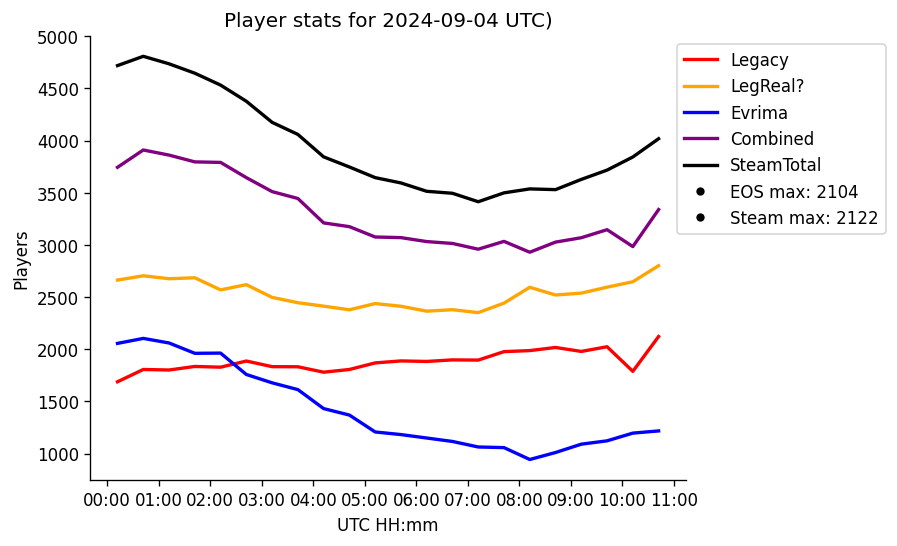 Player stats for 2024-09-04 UTC)
5000
4500
4000
3500
3000
2500
2000
1500
1000
Players
00:00 01:00 02:00 03:00 04:00 05:00 06:00 07:00 08:00 09:00 10:00 11:00
UTC HH:mm
Legacy
LegReal?
Evrima
Combined
SteamTotal
EOS max: 2104
Steam max: 2122